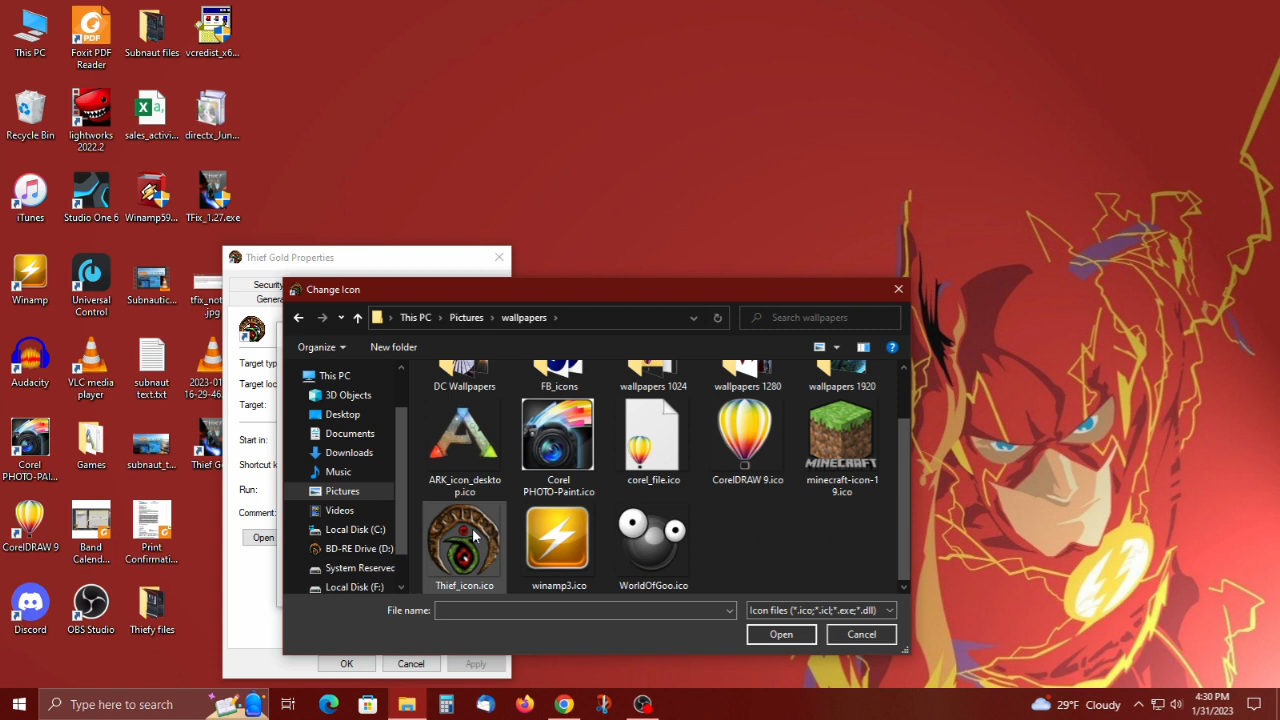 This PC
Foxit PDF
Reader
Subnaut files
vcredist_x6...
Recycle Bin
lightworks
2022.2
sales_activi...
directx_Jun...
iTunes
Studio One 6
Winamp59...
TFix_1.27.exe
Winamp
Universal
Control
Subnautic...
tfix_not
.jpg
Audacity
VLC media
player
subnaut
text.txt
2023-01
16-29-46
Corel
PHOTO-PAI...
Games
subnaut_t...
Thief Go
CorelDRAW 9
Band
Calend...
Print
Confirmati...
Discord
OBS Studio
Thiefy files
Thief Gold Properties
Security
Genera
Target typ
Target loc
Target:
Start in:
Shortcut k
Run:
Comment:
Open
OK
Cancel
Apply
Change Icon
This PC
Pictures
wallpapers
Search wallpapers
Organize
New folder
This PC
3D Objects
Desktop
Documents
Downloads
Music
Pictures
Videos
Local Disk (C:)
BD-RE Drive (D:)
System Reserved
Local Disk (F:)
DC Wallpapers
FB_icons
wallpapers 1024
wallpapers 1280
wallpapers 1920
ARK_icon_deskto
p.ico
Corel
PHOTO-Paint.ico
corel_file.ico
CorelDRAW 9.ico
MINECRAFT
minecraft-icon-1
9.ico
Thief_icon.ico
winamp3.ico
WorldOfGoo.ico
File name:
Icon files (*.ico;*.icl;*.exe;*.dll)
Open
Cancel
Type here to search
29°F Cloudy
4:30 PM
1/31/2023